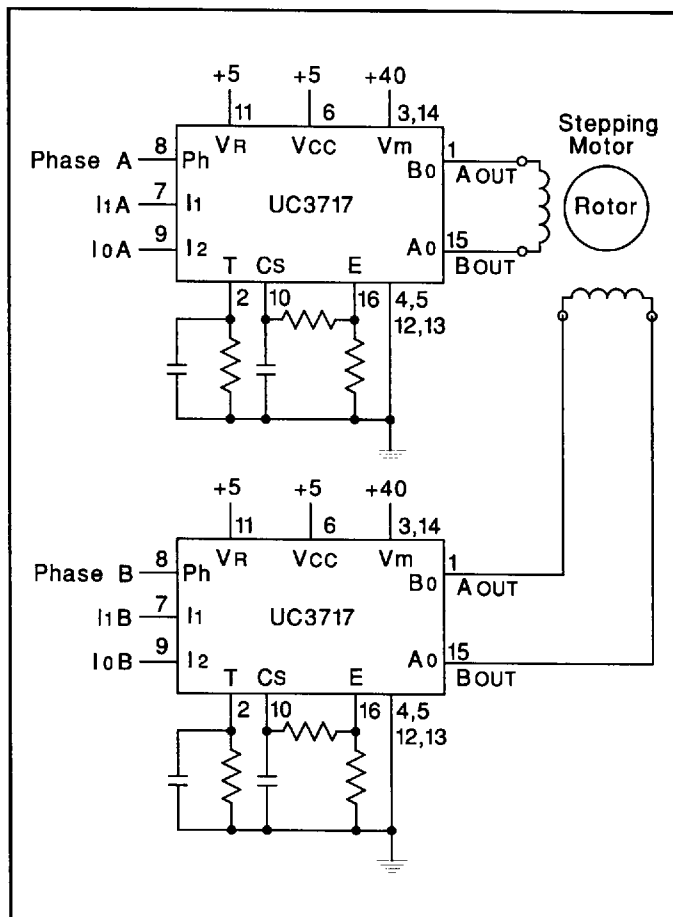 +5 +5 +40
11 6 3,14
VR VCC Vm
8 1
Phase A Ph B0 AOUT
7
I1A I1 UC3717
9 15
I0A I2 A0 BOUT
T CS E
2 10 16 4,5
12,13
Stepping
Motor
Rotor
+5 +5 +40
11 6 3,14
VR VCC Vm
8 1
Phase B Ph B0 AOUT
7
I1B I1 UC3717
9 15
I0B I2 A0 BOUT
T CS E
2 10 16 4,5
12,13